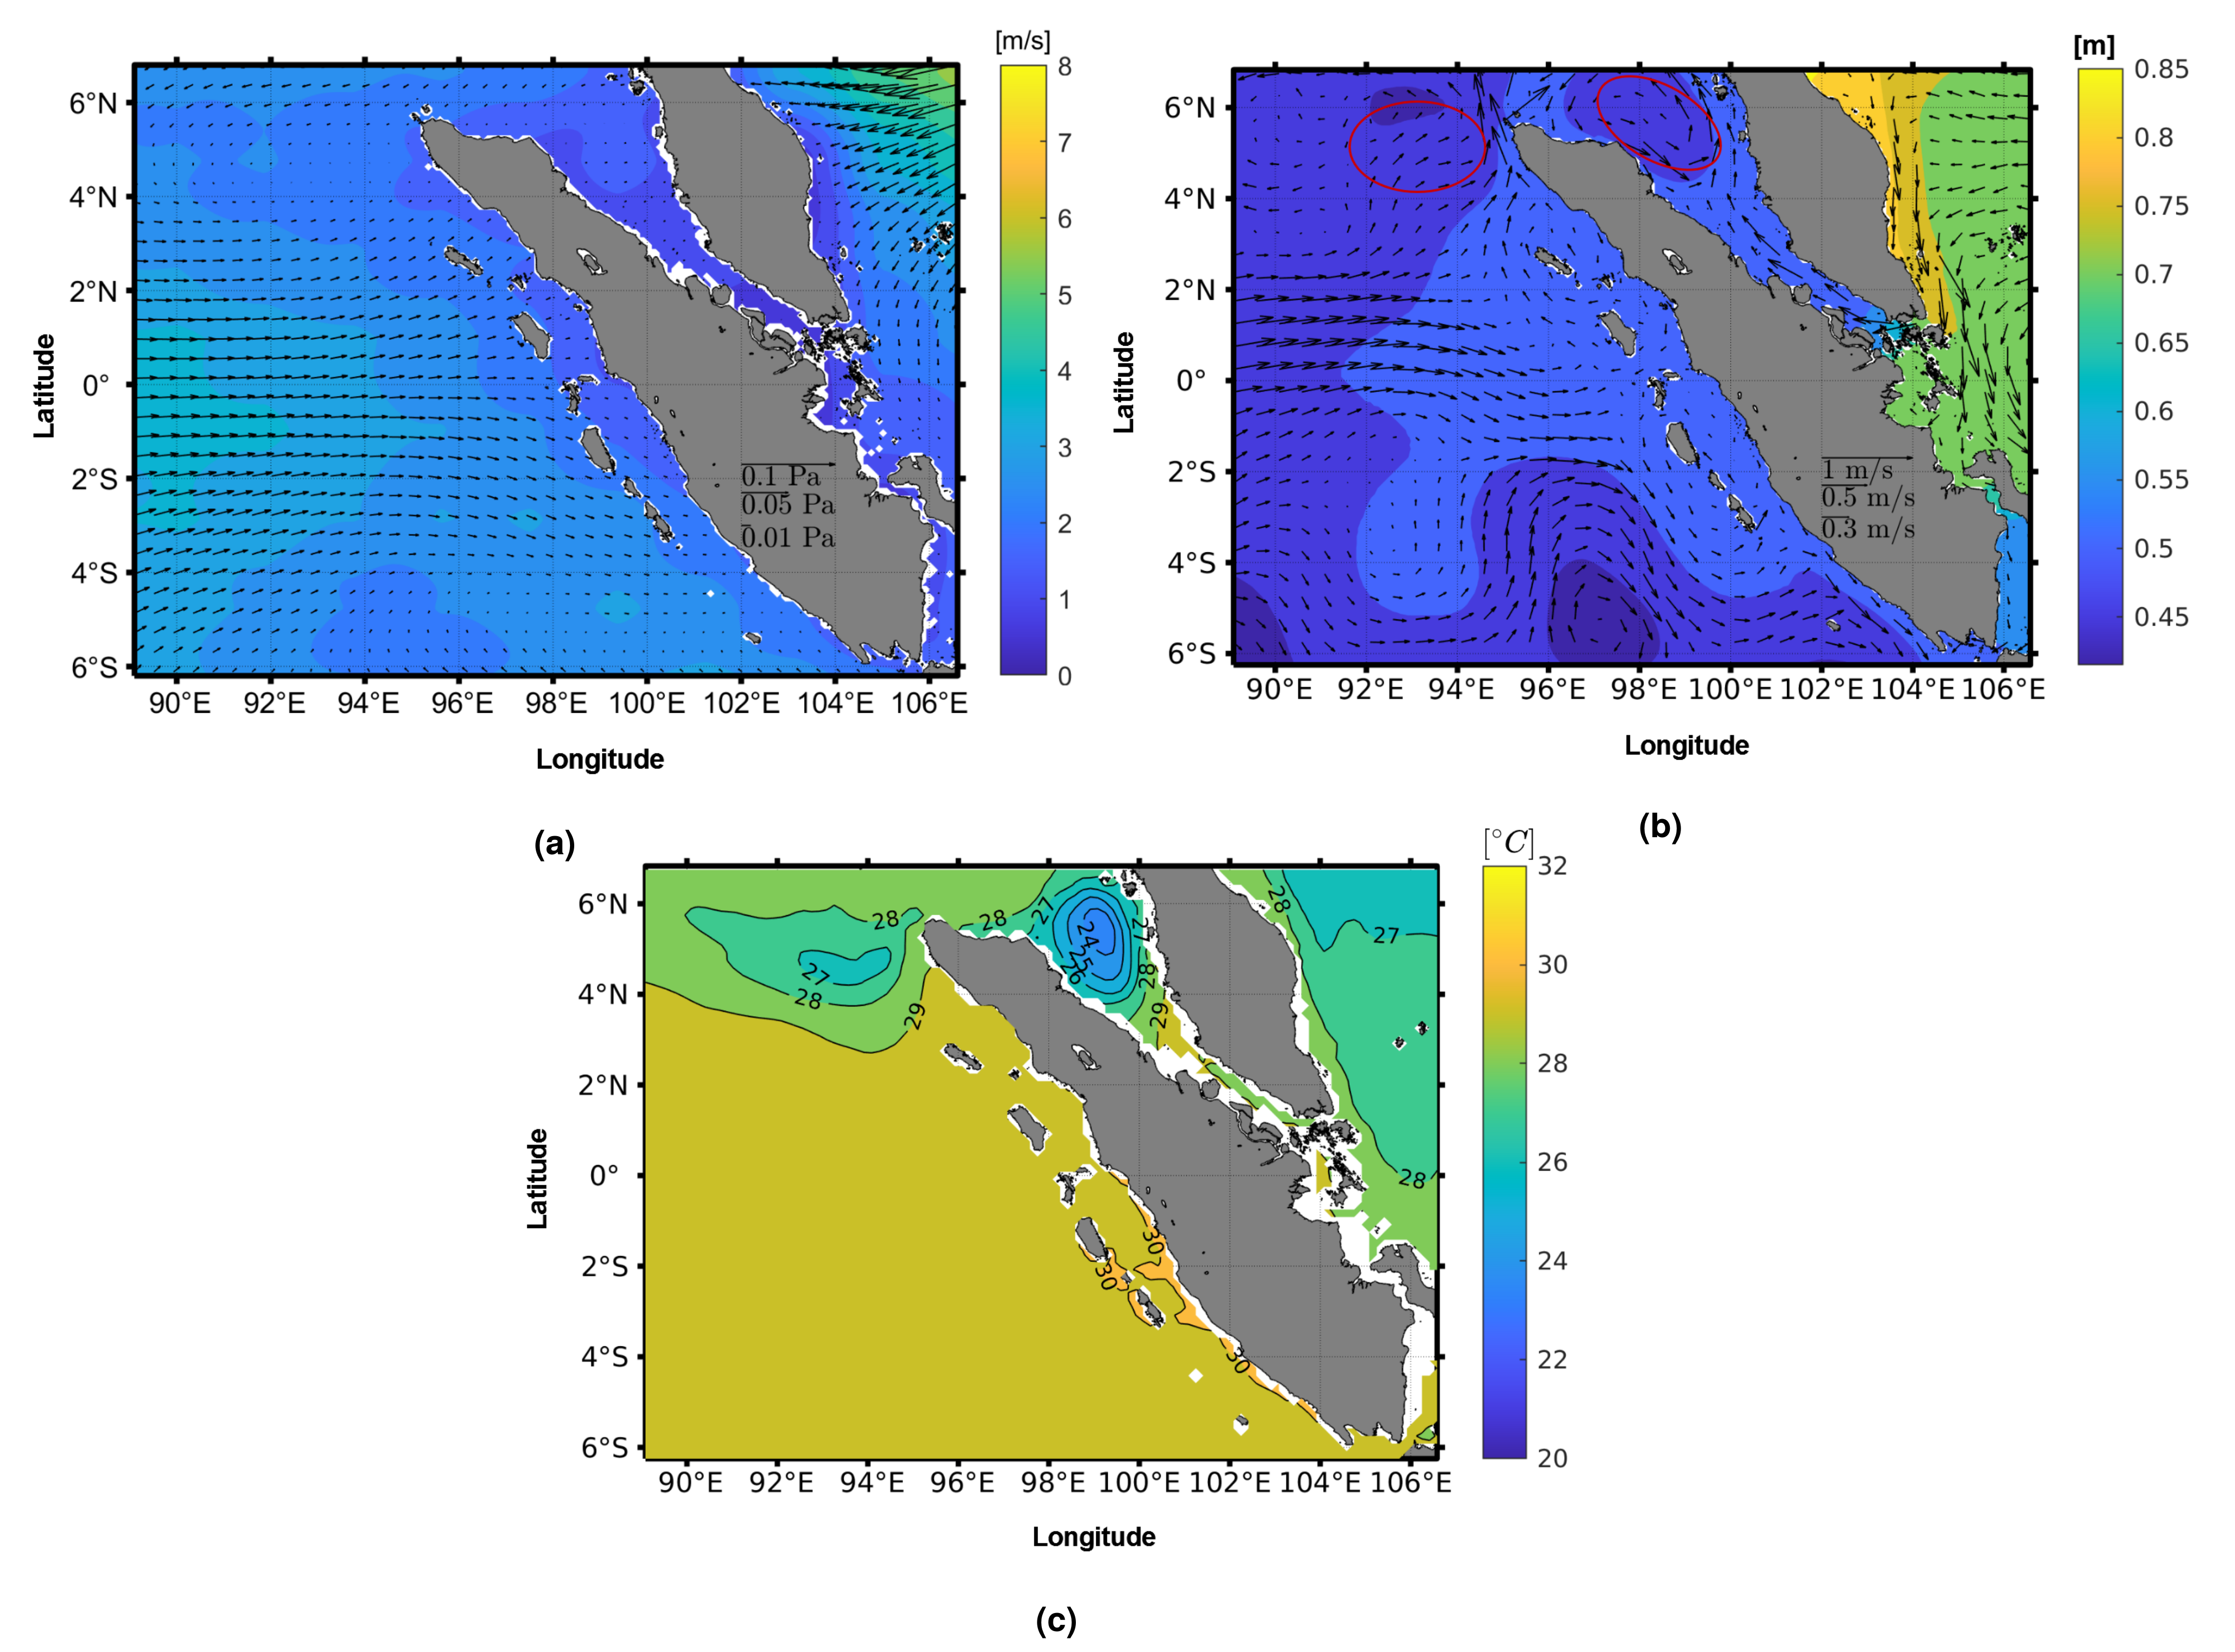 [m/s]
8
7
6
5
4
3
2
1
0
6°N
4°N
2°N
0°
2°S
4°S
6°S
Latitude
0.1 Pa
0.05 Pa
0.01 Pa
90°E 92°E 94°E 96°E 98°E 100°E 102°E 104°E 106°E
Longitude
(a)
[m]
0.85
0.8
0.75
0.7
0.65
0.6
0.55
0.5
0.45
6°N
4°N
2°N
0°
2°S
4°S
6°S
Latitude
1 m/s
0.5 m/s
0.3 m/s
90°E 92°E 94°E 96°E 98°E 100°E 102°E 104°E 106°E
Longitude
(b)
[°C]
32
30
28
26
24
22
20
6°N
4°N
2°N
0°
2°S
4°S
6°S
Latitude
28
27
28
29
28
27
24
25
26
27
28
29
28
27
28
30
30
30
90°E 92°E 94°E 96°E 98°E 100°E 102°E 104°E 106°E
Longitude
(c)